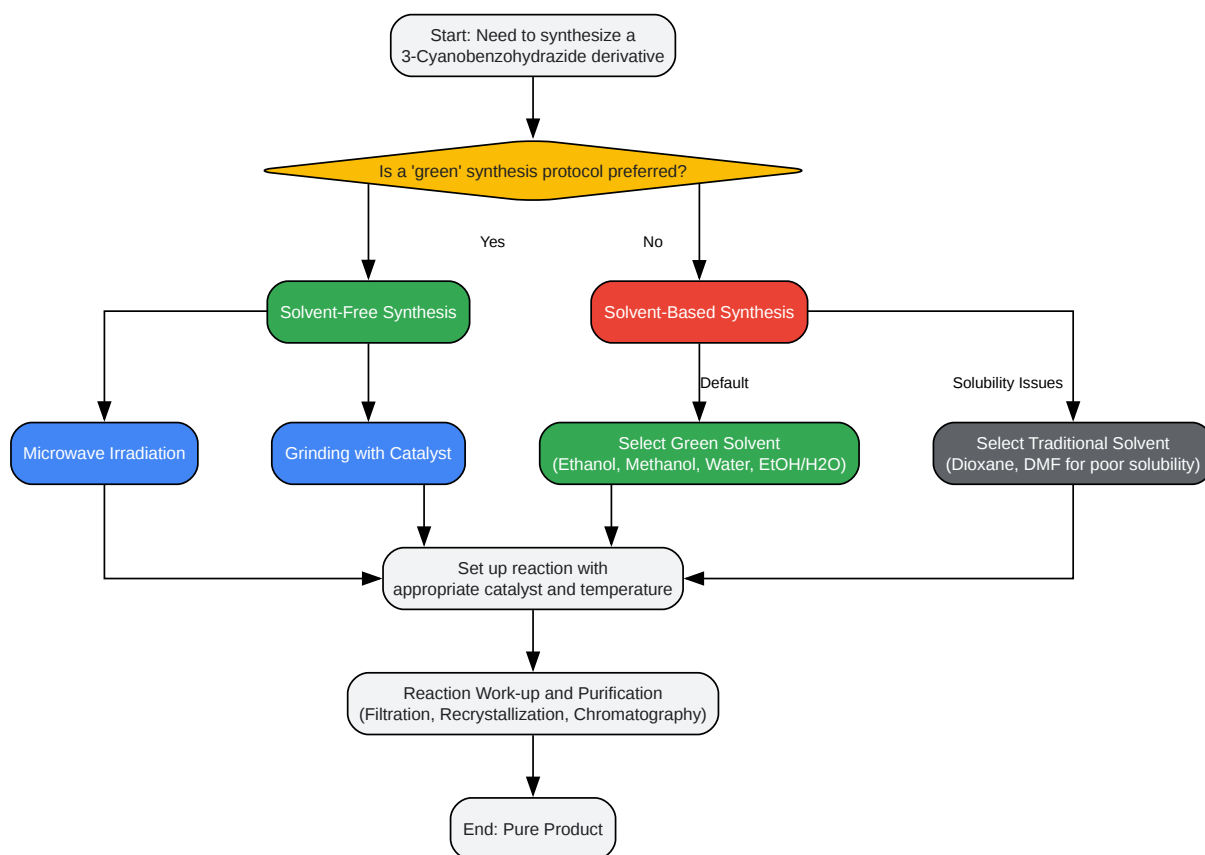 Start: Need to synthesize a
3-Cyanobenzohydrazide derivative
Is a 'green' synthesis protocol preferred?
Yes
No
Solvent-Free Synthesis
Solvent-Based Synthesis
Default
Solubility Issues
Microwave Irradiation
Grinding with Catalyst
Select Green Solvent
(Ethanol, Methanol, Water, EtOH/H2O)
Select Traditional Solvent
(Dioxane, DMF for poor solubility)
Set up reaction with
appropriate catalyst and temperature
Reaction Work-up and Purification
(Filtration, Recrystallization, Chromatography)
End: Pure Product